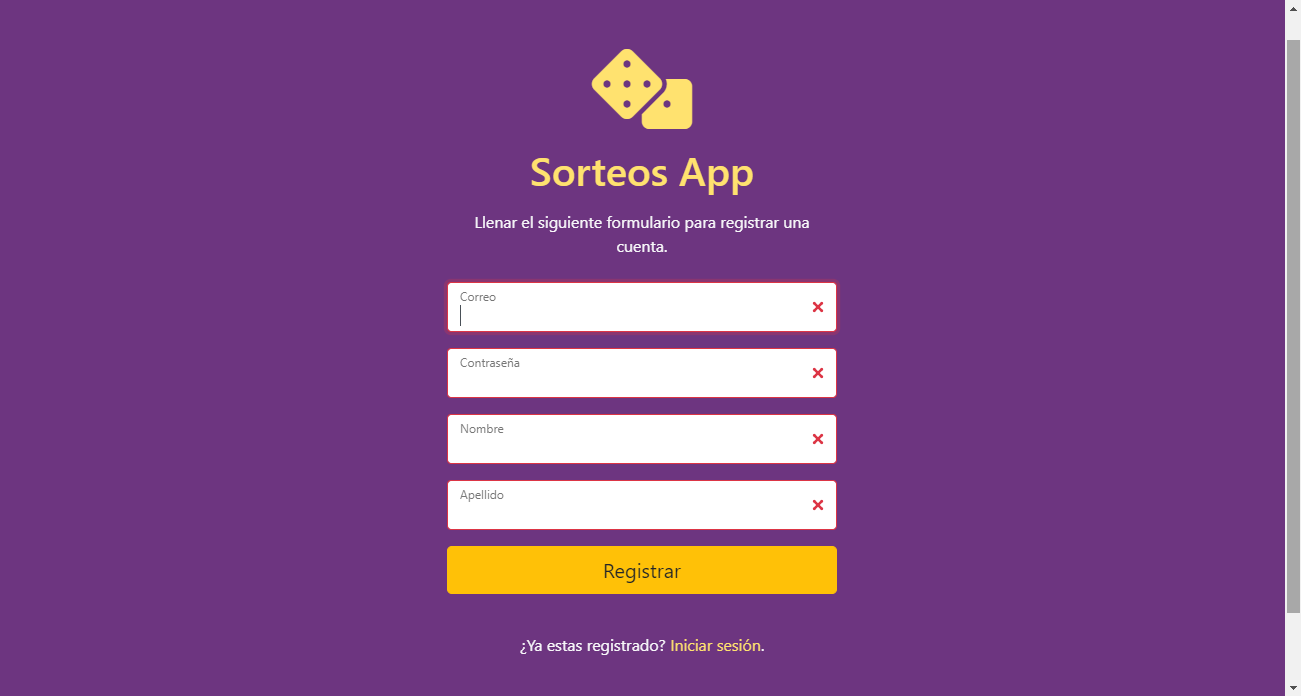 Sorteos App
Llenar el siguiente formulario para registrar una
cuenta.
Correo
Contraseña
Nombre
Apellido
Registrar
¿Ya estas registrado? Iniciar sesión.